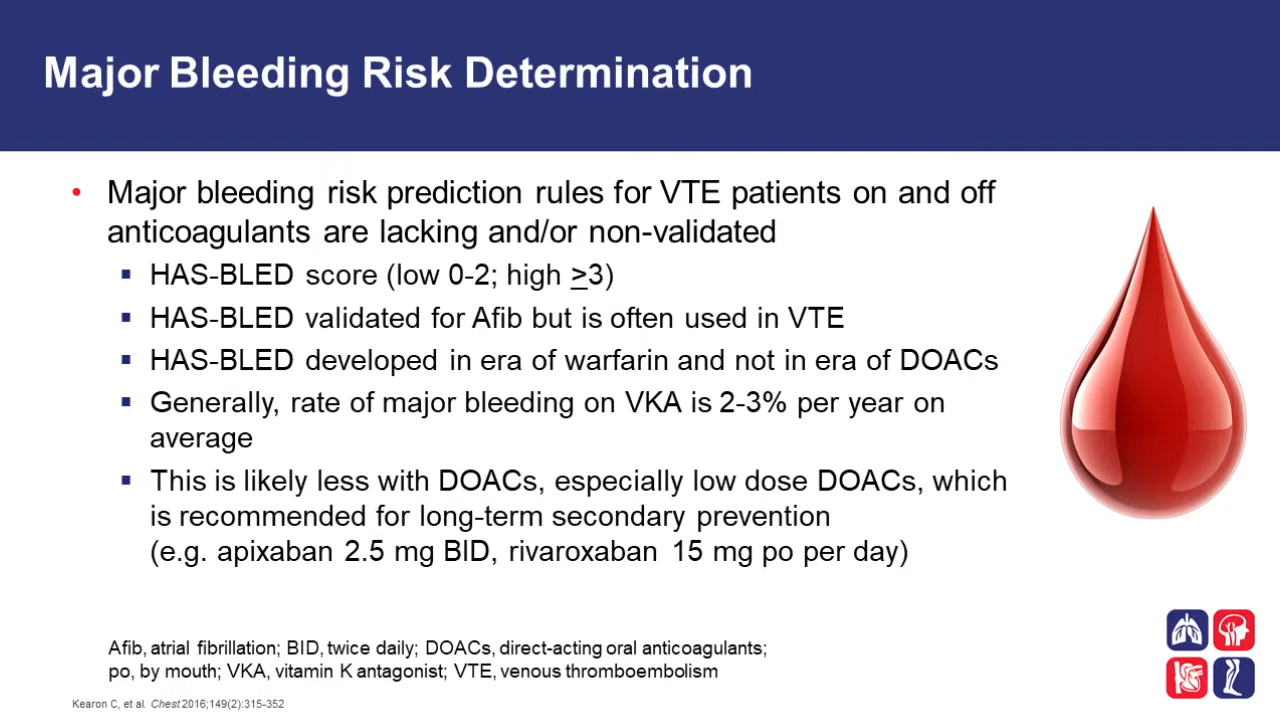 Major Bleeding Risk Determination
• Major bleeding risk prediction rules for VTE patients on and off
anticoagulants are lacking and/or non-validated
▪ HAS-BLED score (low 0-2; high ≥3)
▪ HAS-BLED validated for Afib but is often used in VTE
▪ HAS-BLED developed in era of warfarin and not in era of DOACs
▪ Generally, rate of major bleeding on VKA is 2-3% per year on
average
▪ This is likely less with DOACs, especially low dose DOACs, which
is recommended for long-term secondary prevention
(e.g. apixaban 2.5 mg BID, rivaroxaban 15 mg po per day)
Afib, atrial fibrillation; BID, twice daily; DOACs, direct-acting oral anticoagulants;
po, by mouth; VKA, vitamin K antagonist; VTE, venous thromboembolism
Kearon C, et al. Chest 2016;149(2):315-352